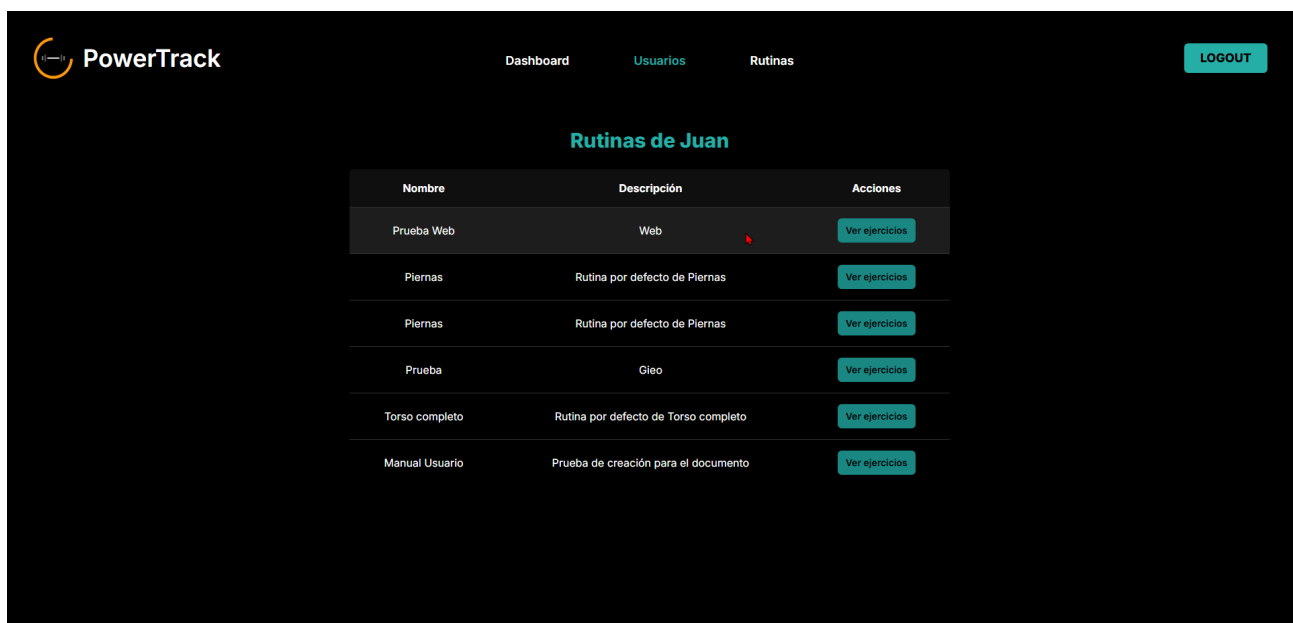 PowerTrack Dashboard Usuarios Rutinas LOGOUT
Rutinas de Juan
Nombre Descripción Acciones
Prueba Web Web Ver ejercicios
Piernas Rutina por defecto de Piernas Ver ejercicios
Piernas Rutina por defecto de Piernas Ver ejercicios
Prueba Gieo Ver ejercicios
Torso completo Rutina por defecto de Torso completo Ver ejercicios
Manual Usuario Prueba de creación para el documento Ver ejercicios